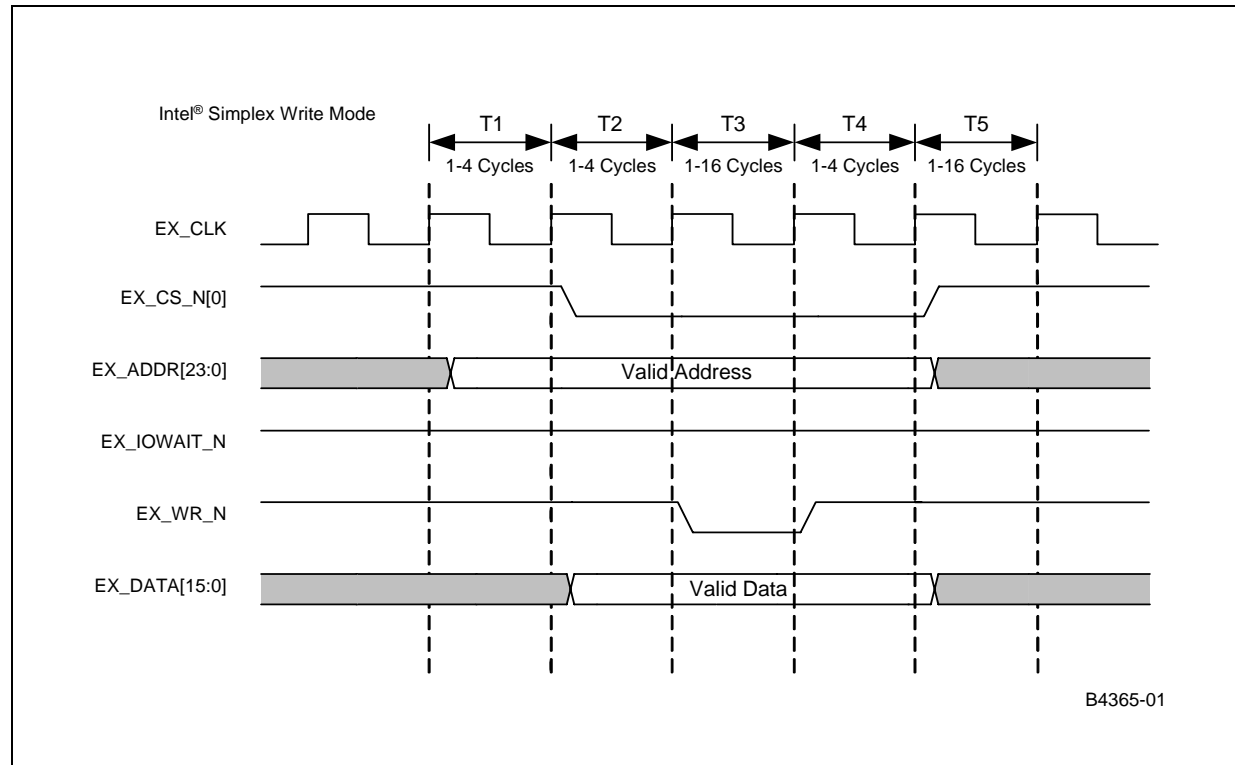 Intel® Simplex Write Mode
T1 T2 T3 T4 T5
1-4 Cycles 1-4 Cycles 1-16 Cycles 1-4 Cycles 1-16 Cycles
EX_CLK
EX_CS_N[0]
EX_ADDR[23:0] Valid Address
EX_IOWAIT_N
EX_WR_N
EX_DATA[15:0] Valid Data
B4365-01